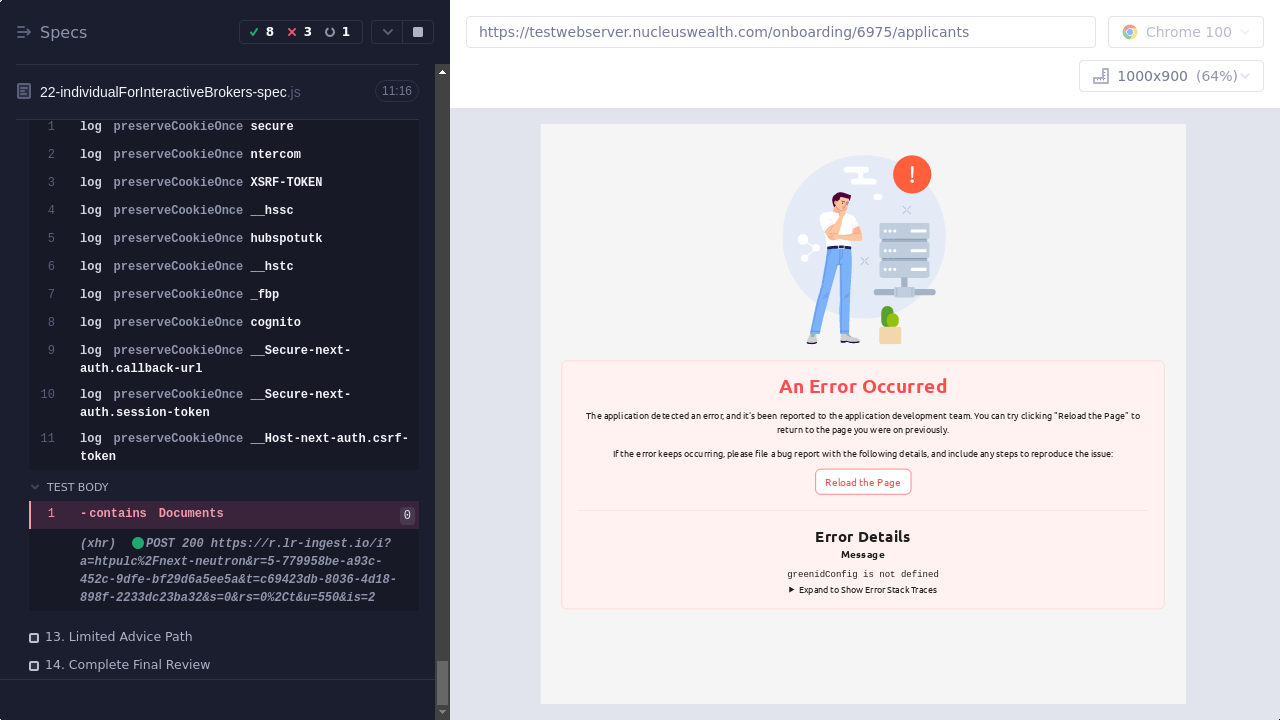 Specs
8
3
1
22-individualForInteractiveBrokers-spec.js
11:16
1 log preserveCookieOnce secure
2 log preserveCookieOnce ntercom
3 log preserveCookieOnce XSRF-TOKEN
4 log preserveCookieOnce __hssc
5 log preserveCookieOnce hubspotutk
6 log preserveCookieOnce __hstc
7 log preserveCookieOnce _fbp
8 log preserveCookieOnce cognito
9 log preserveCookieOnce __Secure-next-
auth.callback-url
10 log preserveCookieOnce __Secure-next-
auth.session-token
11 log preserveCookieOnce __Host-next-auth.csrf-
token
TEST BODY
1 -contains Documents 0
(xhr) POST 200 https://r.lr-ingest.io/i?
a=htpulc%2Fnext-neutron&r=5-779958be-a93c-
452c-9dfe-bf29d6a5ee5a&t=c69423db-8036-4d18-
898f-2233dc23ba32&s=0&rs=0%2Ct&u=550&is=2
13. Limited Advice Path
14. Complete Final Review
https://testwebserver.nucleuswealth.com/onboarding/6975/applicants
Chrome 100
1000x900 (64%)
!
An Error Occurred
The application detected an error, and it's been reported to the application development team. You can try clicking "Reload the Page" to
return to the page you were on previously.
If the error keeps occurring, please file a bug report with the following details, and include any steps to reproduce the issue:
Reload the Page
Error Details
Message
greenidConfig is not defined
Expand to Show Error Stack Traces